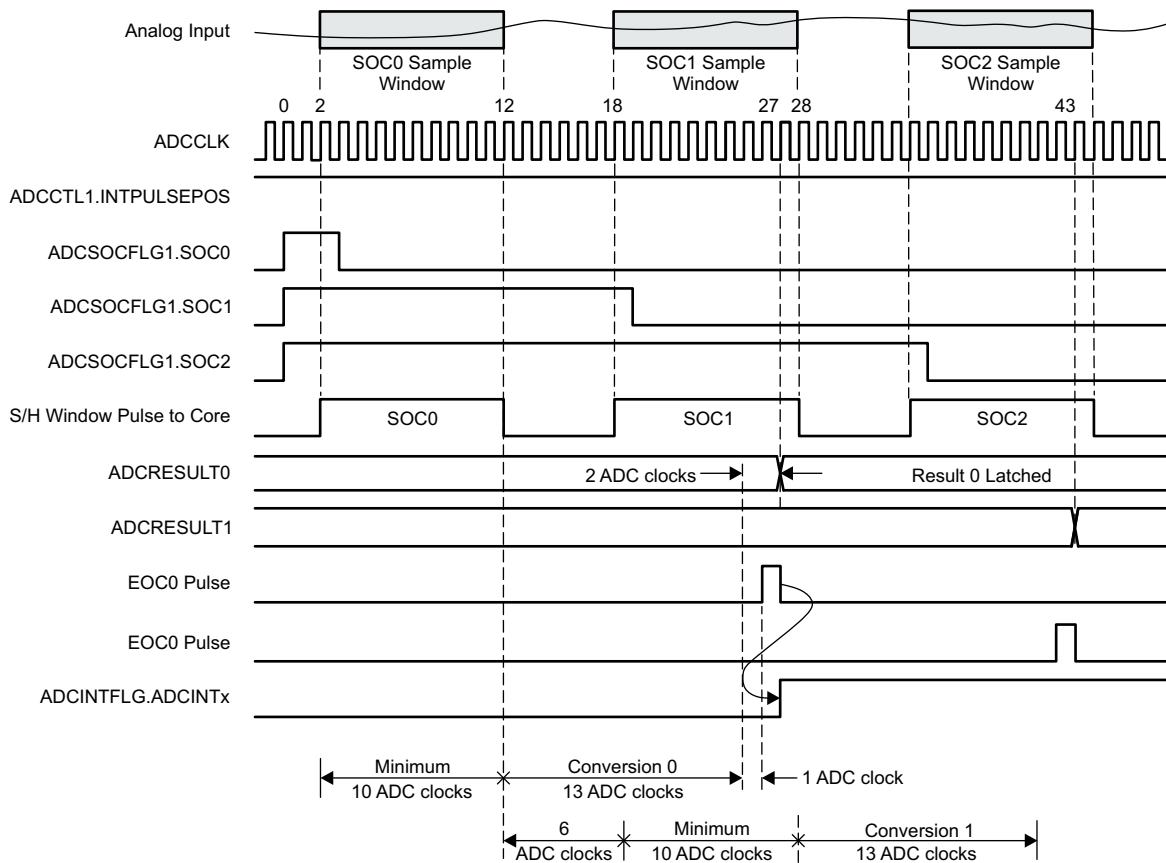 Analog Input
SOC0 Sample
Window
SOC1 Sample
Window
SOC2 Sample
Window
0 2 12 18 27 28 43
ADCCLK
ADCCTL1.INTPULSEPOS
ADCSOCFLG1.SOC0
ADCSOCFLG1.SOC1
ADCSOCFLG1.SOC2
S/H Window Pulse to Core SOC0 SOC1 SOC2
ADCRESULT0 2 ADC clocks Result 0 Latched
ADCRESULT1
EOC0 Pulse
EOC0 Pulse
ADCINTFLG.ADCINTx
Minimum
10 ADC clocks
Conversion 0
13 ADC clocks
1 ADC clock
6
ADC clocks
Minimum
10 ADC clocks
Conversion 1
13 ADC clocks